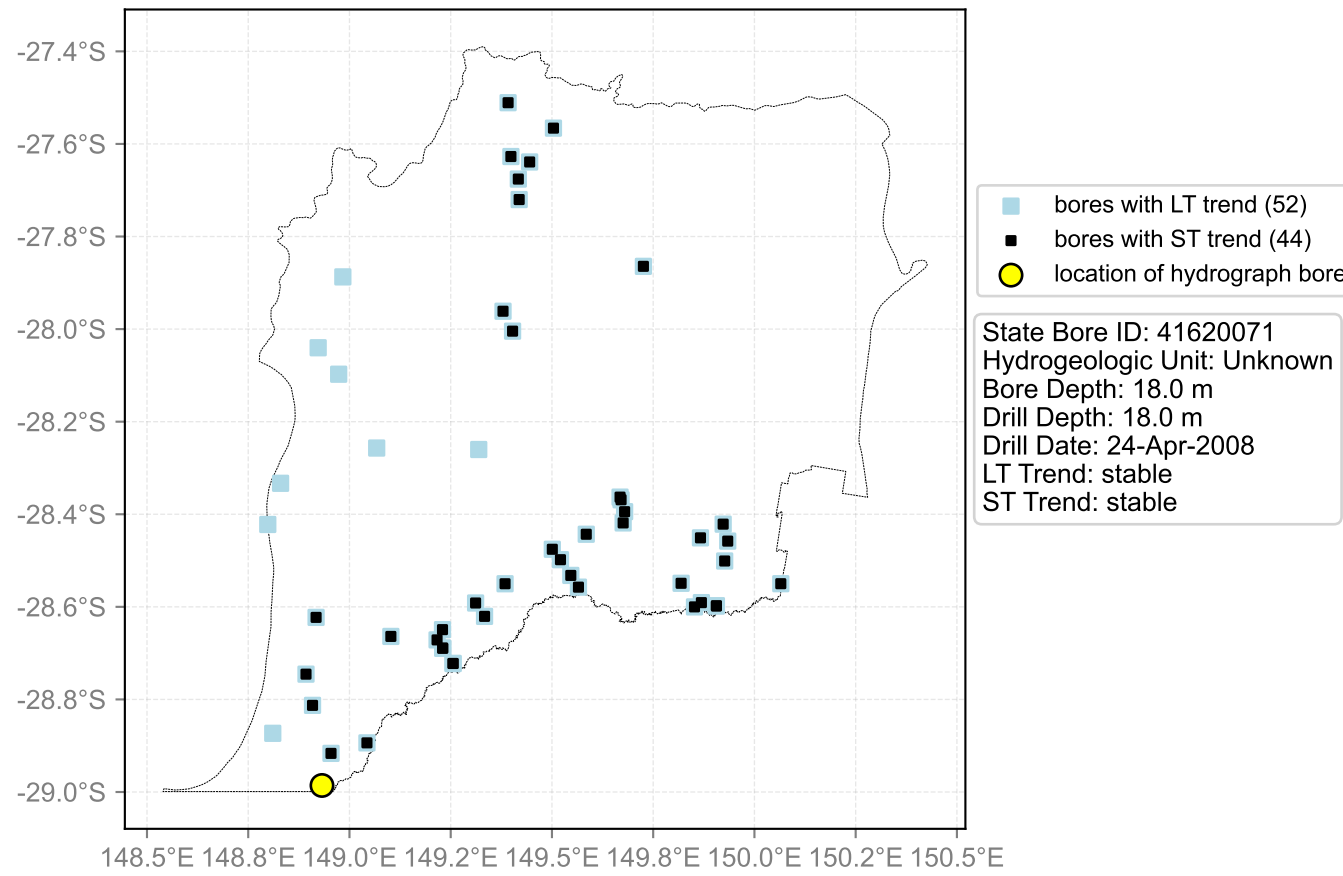 -27.4°S
-27.6°S
-27.8°S
-28.0°S
-28.2°S
-28.4°S
-28.6°S
-28.8°S
-29.0°S
148.5°E 148.8°E 149.0°E 149.2°E 149.5°E 149.8°E 150.0°E 150.2°E 150.5°E
bores with LT trend (52)
bores with ST trend (44)
location of hydrograph bore
State Bore ID: 41620071
Hydrogeologic Unit: Unknown
Bore Depth: 18.0 m
Drill Depth: 18.0 m
Drill Date: 24-Apr-2008
LT Trend: stable
ST Trend: stable